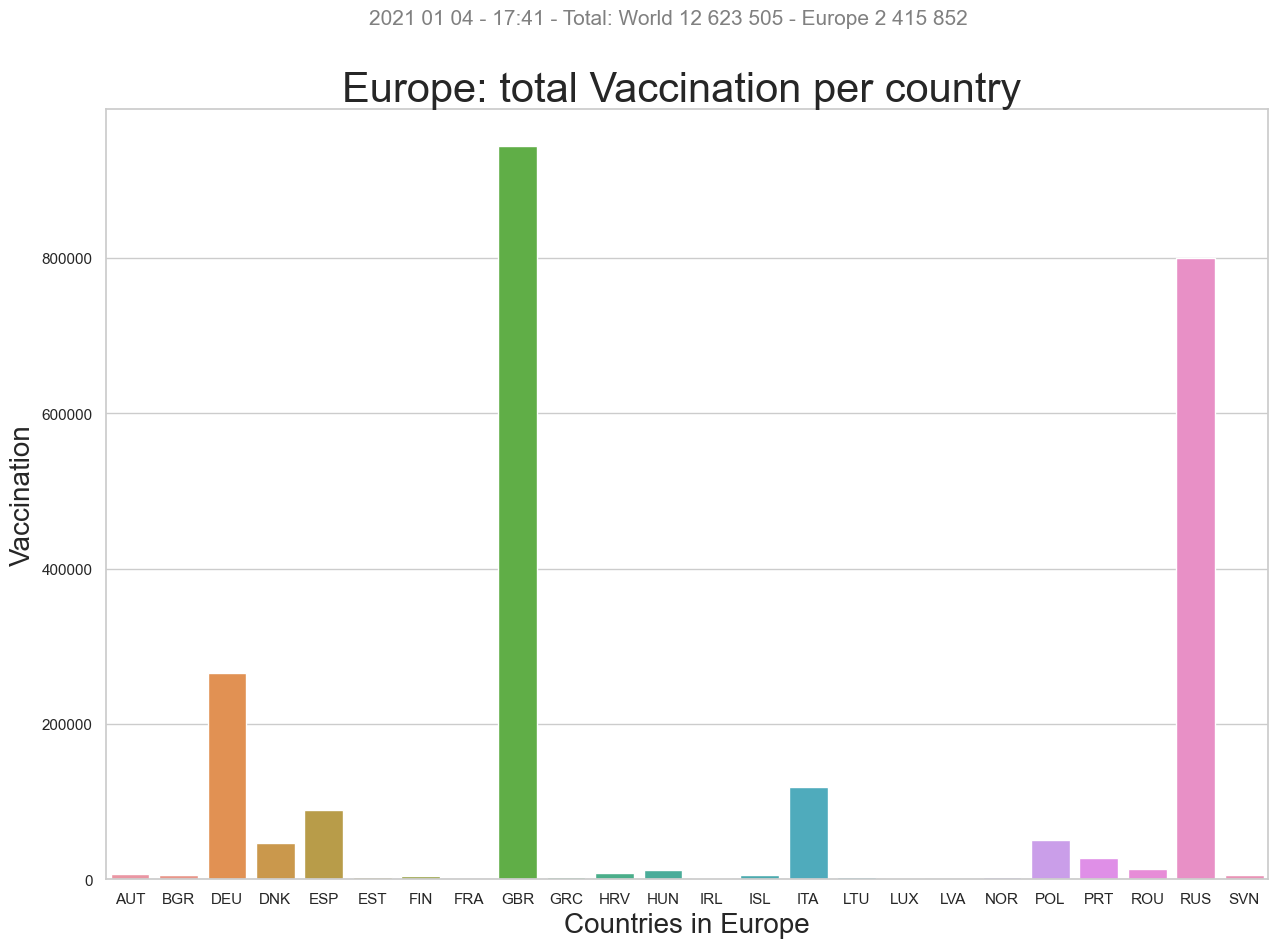 2021 01 04 - 17:41 - Total: World 12 623 505 - Europe 2 415 852
Europe: total Vaccination per country
Vaccination
800000
600000
400000
200000
0
AUT BGR DEU DNK ESP EST FIN FRA GBR GRC HRV HUN IRL ISL ITA LTU LUX LVA NOR POL PRT ROU RUS SVN
Countries in Europe